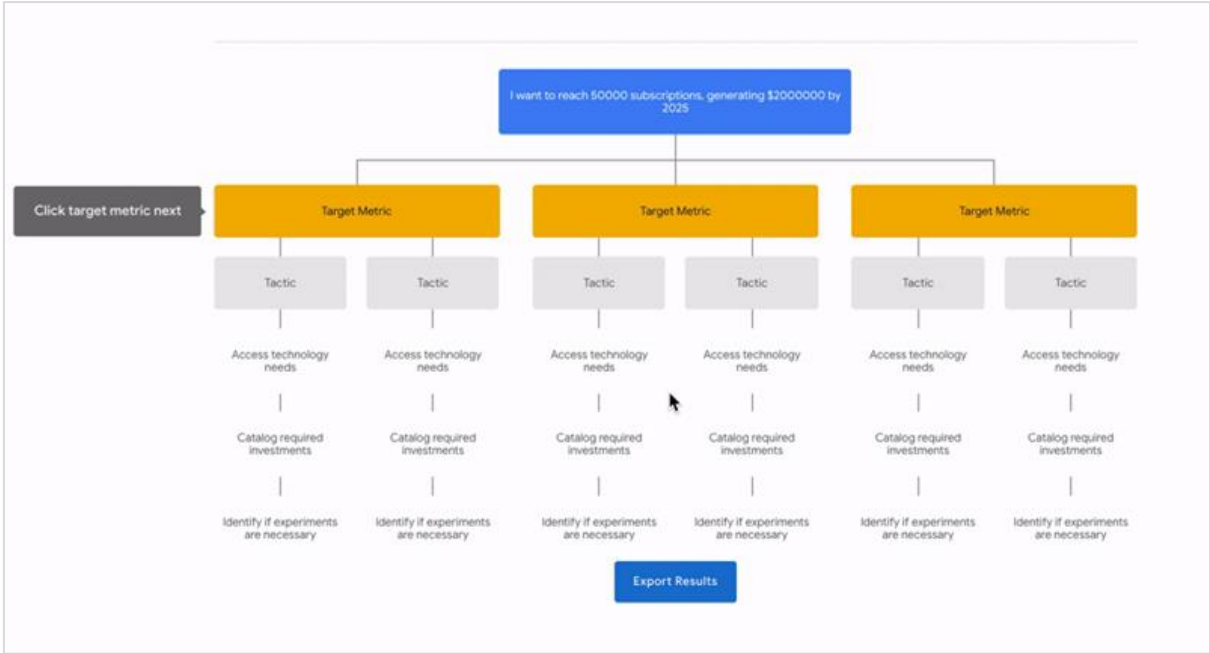 I want to reach 50000 subscriptions, generating $2000000 by
2025
Click target metric next
Target Metric
Target Metric
Target Metric
Tactic
Tactic
Tactic
Tactic
Tactic
Tactic
Access technology
needs
Access technology
needs
Access technology
needs
Access technology
needs
Access technology
needs
Access technology
needs
Catalog required
investments
Catalog required
investments
Catalog required
investments
Catalog required
investments
Catalog required
investments
Catalog required
investments
Identify if experiments
are necessary
Identify if experiments
are necessary
Identify if experiments
are necessary
Identify if experiments
are necessary
Identify if experiments
are necessary
Identify if experiments
are necessary
Export Results